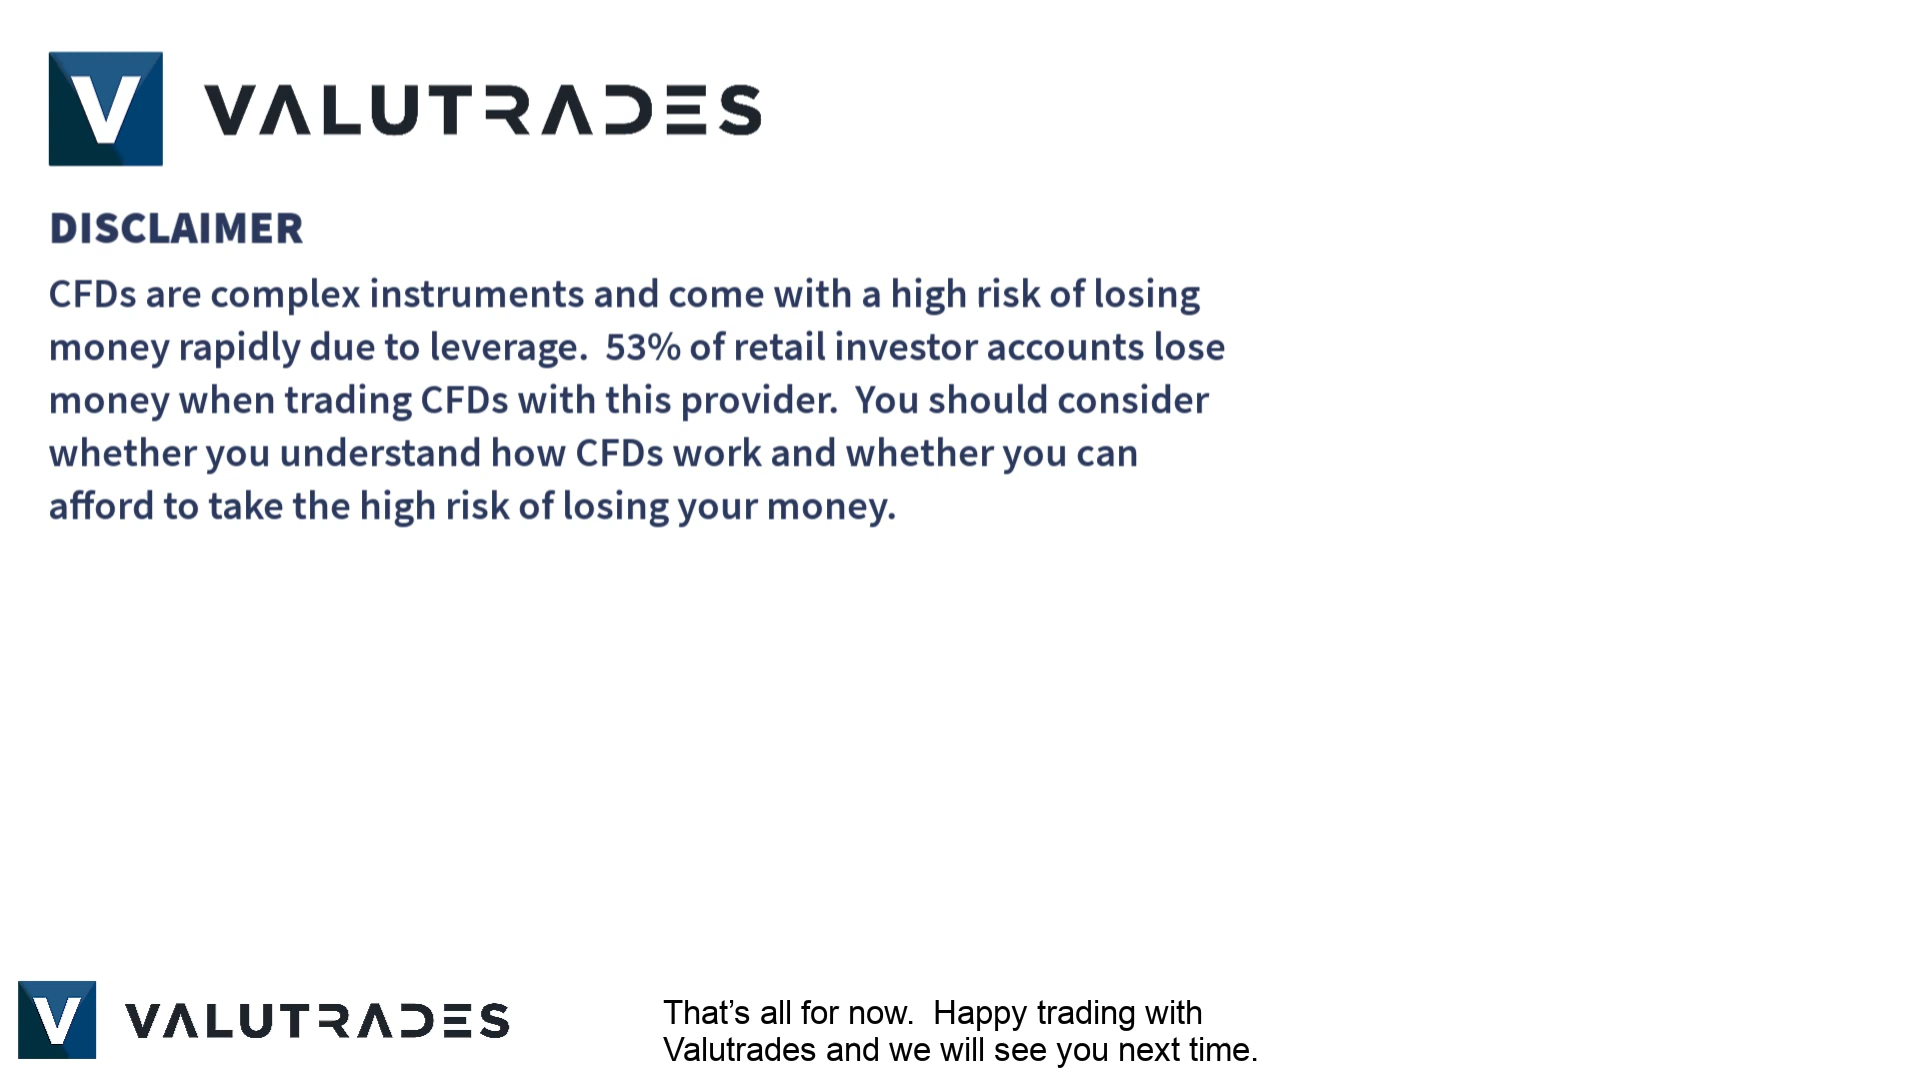 V VALUTRADES
DISCLAIMER
CFDs are complex instruments and come with a high risk of losing
money rapidly due to leverage.  53% of retail investor accounts lose
money when trading CFDs with this provider.  You should consider
whether you understand how CFDs work and whether you can
afford to take the high risk of losing your money.
V VALUTRADES
That’s all for now.  Happy trading with
Valutrades and we will see you next time.